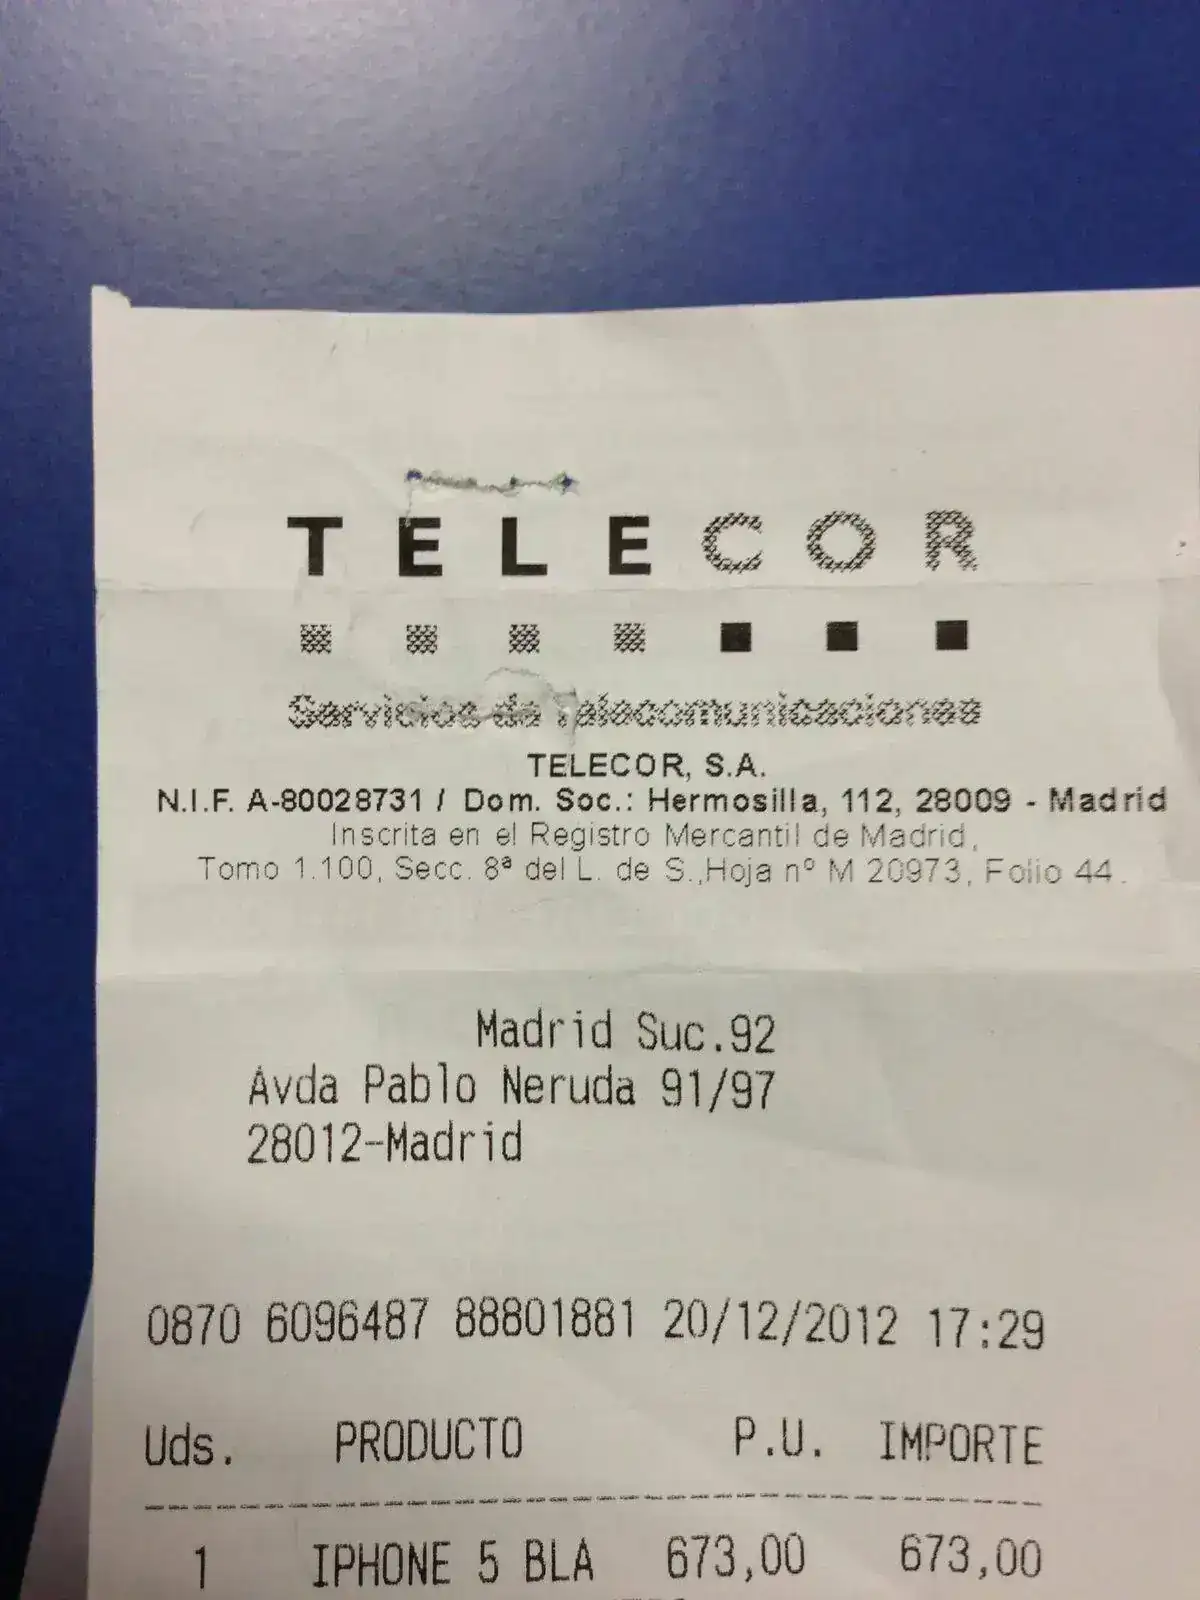 TELECOR
Servicios de Telecomunicaciones
TELECOR, S.A.
N.I.F. A-80028731 / Dom. Soc.: Hermosilla, 112, 28009 - Madrid
Inscrita en el Registro Mercantil de Madrid,
Tomo 1.100, Secc. 8ª del L. de S.,Hoja nº M 20973, Folio 44.
Madrid Suc.92
Avda Pablo Neruda 91/97
28012-Madrid
0870 6096487 88801881 20/12/2012 17:29
Uds. PRODUCTO P.U. IMPORTE
1 IPHONE 5 BLA 673,00 673,00